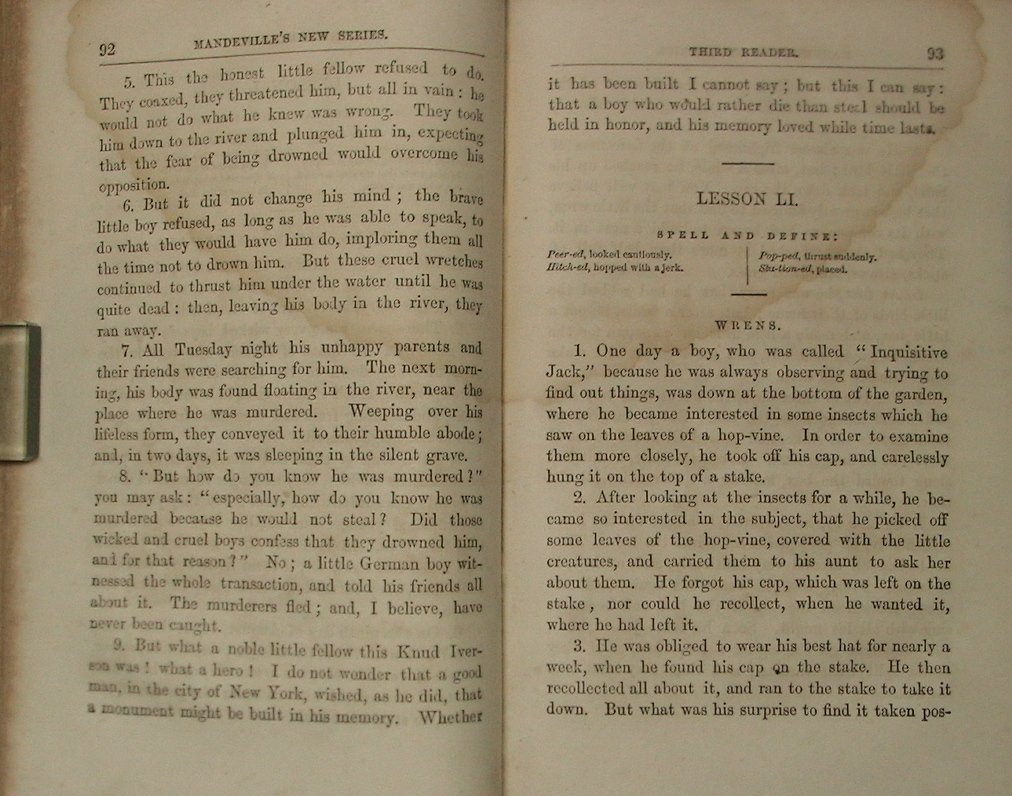 92
MANDEVILLE'S NEW SERIES.
5. This the honest little fellow refused to do.
They coaxed, they threatened him, but all in vain : he
would not do what he knew was wrong. They took
him down to the river and plunged him in, expecting
that the fear of being drowned would overcome his
opposition.
6. But it did not change his mind ; the brave
little boy refused, as long as he was able to speak, to
do what they would have him do, imploring them all
the time not to drown him. But these cruel wretches
continued to thrust him under the water until he was
quite dead : then, leaving his body in the river, they
ran away.
7. All Tuesday night his unhappy parents and
their friends were searching for him. The next morn-
ing, his body was found floating in the river, near the
place where he was murdered. Weeping over his
lifeless form, they conveyed it to their humble abode ;
and, in two days, it was sleeping in the silent grave.
8. " But how do you know he was murdered ?"
you may ask : " especially, how do you know he was
murdered because he would not steal ? Did those
wicked and cruel boys confess that they drowned him,
and for that reason ? " No ; a little German boy wit-
nessed the whole transaction, and told his friends all
about it. The murderers fled ; and, I believe, have
never been caught.
9. But what a noble little fellow this Knud Iver-
son was ! what a hero ! I do not wonder that a good
man, in the city of New York, wished, as he did, that
a monument might be built in his memory. Whether
THIRD READER.
93
it has been built I cannot say ; but this I can say :
that a boy who would rather die than steal should be
held in honor, and his memory loved while time lasts.
LESSON LI.
SPELL AND DEFINE:
Peer-ed, looked cautiously.
Hitch-ed, hopped with a jerk.
Pop-ped, thrust suddenly.
Sta-tion-ed, placed.
WRENS.
1. One day a boy, who was called " Inquisitive
Jack," because he was always observing and trying to
find out things, was down at the bottom of the garden,
where he became interested in some insects which he
saw on the leaves of a hop-vine. In order to examine
them more closely, he took off his cap, and carelessly
hung it on the top of a stake.
2. After looking at the insects for a while, he be-
came so interested in the subject, that he picked off
some leaves of the hop-vine, covered with the little
creatures, and carried them to his aunt to ask her
about them. He forgot his cap, which was left on the
stake , nor could he recollect, when he wanted it,
where he had left it.
3. He was obliged to wear his best hat for nearly a
week, when he found his cap on the stake. He then
recollected all about it, and ran to the stake to take it
down. But what was his surprise to find it taken pos-